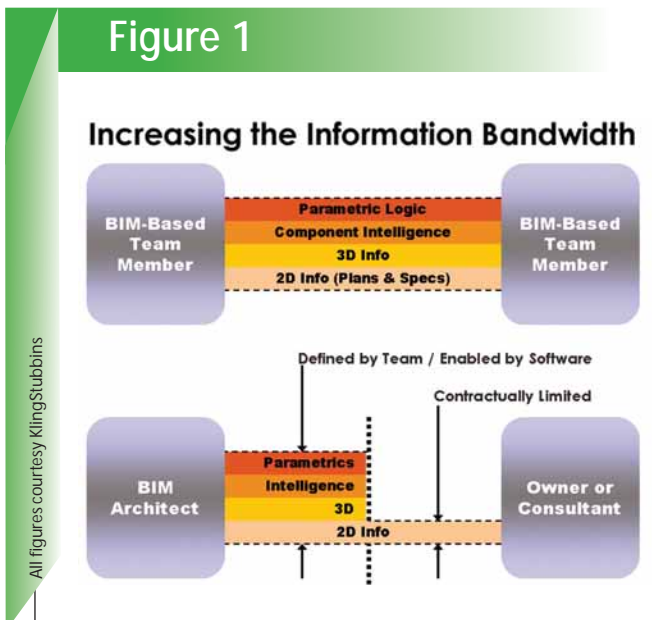 Figure 1
Increasing the Information Bandwidth
BIM-Based
Team
Member
Parametric Logic
Component Intelligence
3D Info
2D Info (Plans & Specs)
BIM-Based
Team
Member
Defined by Team / Enabled by Software
Contractually Limited
BIM
Architect
Parametrics
Intelligence
3D
2D Info
Owner or
Consultant
All figures courtesy KlingStubbins